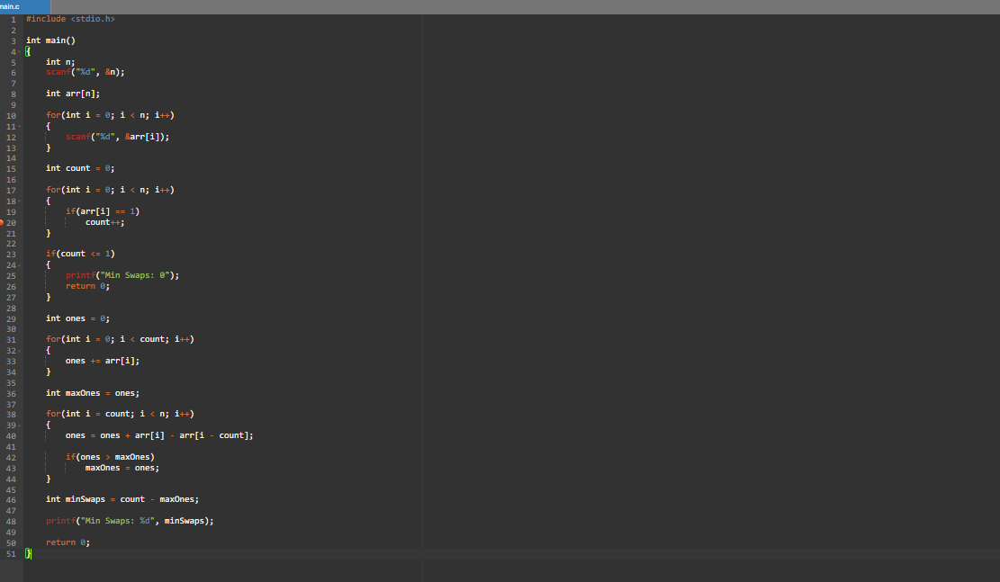 main.c
1 #include <stdio.h>
2
3 int main()
4 {
5     int n;
6     scanf("%d", &n);
7
8     int arr[n];
9
10     for(int i = 0; i < n; i++)
11     {
12         scanf("%d", &arr[i]);
13     }
14
15     int count = 0;
16
17     for(int i = 0; i < n; i++)
18     {
19         if(arr[i] == 1)
20             count++;
21     }
22
23     if(count <= 1)
24     {
25         printf("Min Swaps: 0");
26         return 0;
27     }
28
29     int ones = 0;
30
31     for(int i = 0; i < count; i++)
32     {
33         ones += arr[i];
34     }
35
36     int maxOnes = ones;
37
38     for(int i = count; i < n; i++)
39     {
40         ones = ones + arr[i] - arr[i - count];
41
42         if(ones > maxOnes)
43             maxOnes = ones;
44     }
45
46     int minSwaps = count - maxOnes;
47
48     printf("Min Swaps: %d", minSwaps);
49
50     return 0;
51 }